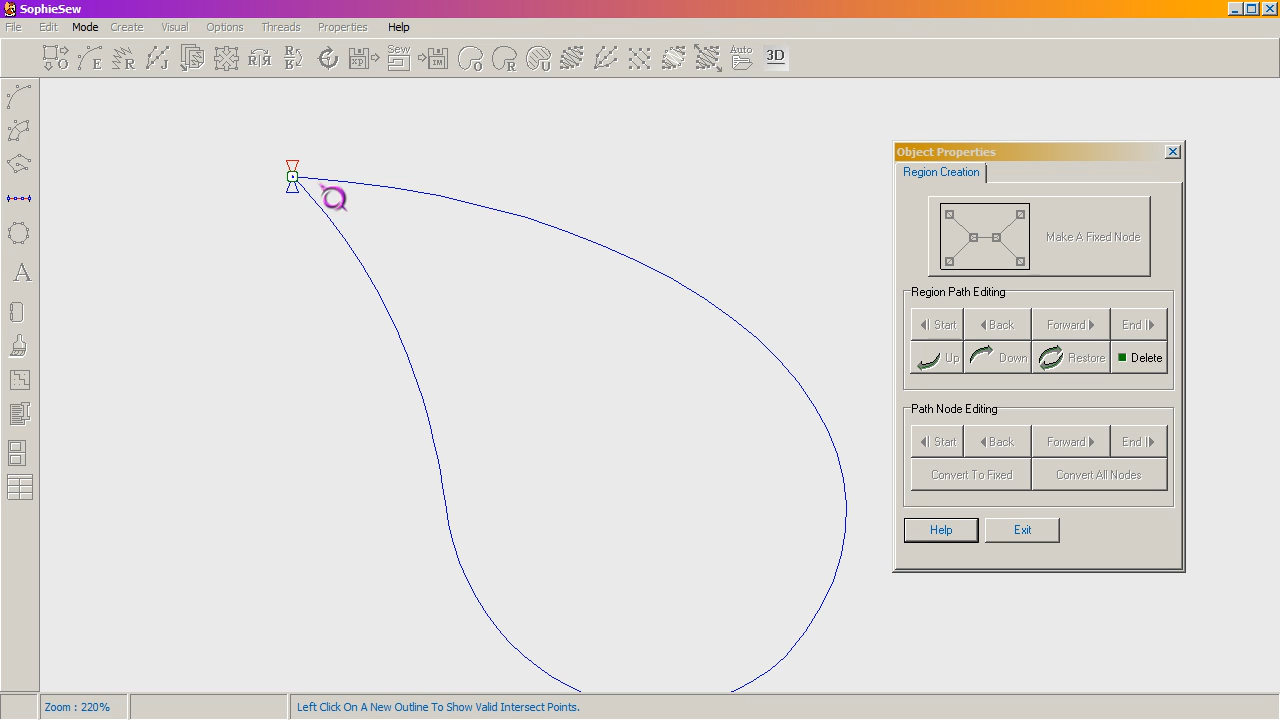 SophieSew
File Edit Mode Create Visual Options Threads Properties Help
O E R J R R R XP Sew IM O R U Auto 3D
A
Object Properties
Region Creation
Make A Fixed Node
Region Path Editing
Start Back Forward End
Up Down Restore Delete
Path Node Editing
Start Back Forward End
Convert To Fixed Convert All Nodes
Help Exit
Zoom : 220% Left Click On A New Outline To Show Valid Intersect Points.